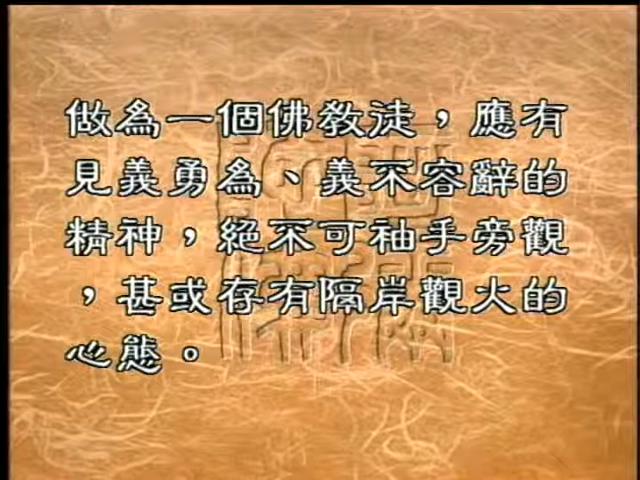 做為一個佛教徒，應有
見義勇為、義不容辭的
精神，絕不可袖手旁觀
，甚或存有隔岸觀火的
心態。